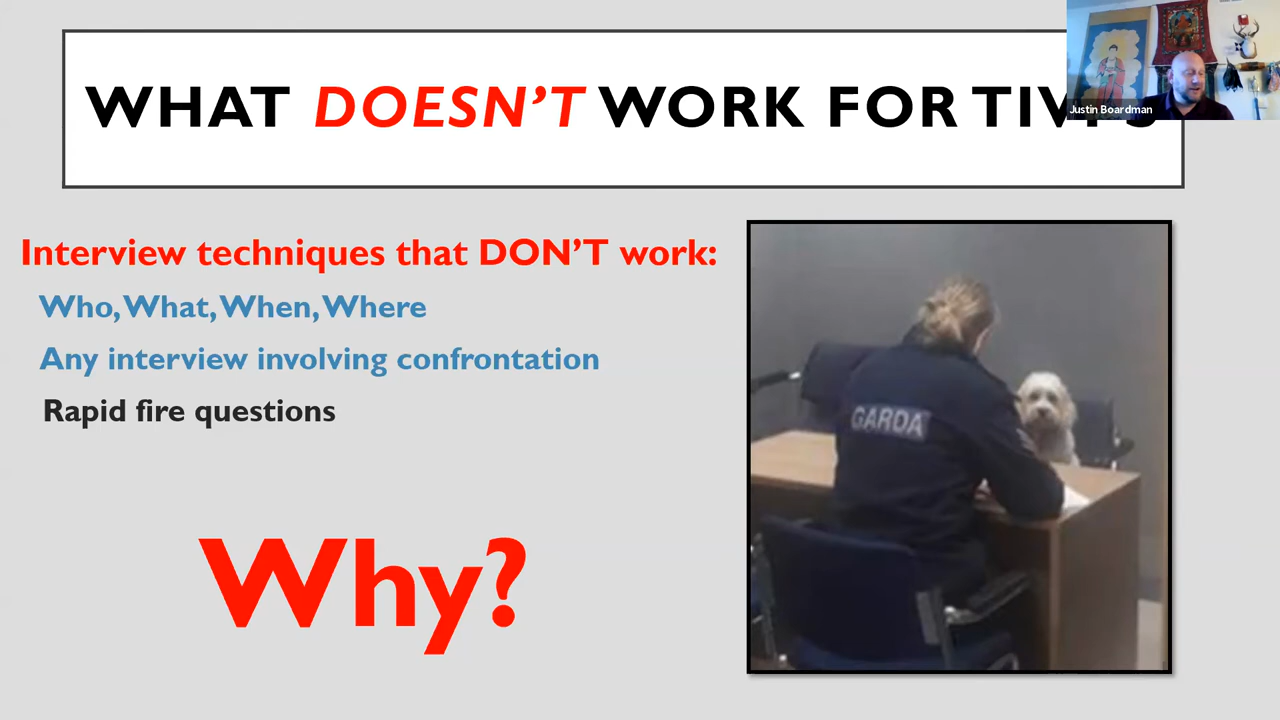 WHAT DOESN'T WORK FOR
Justin Boardman
Interview techniques that DON'T work:
Who, What, When, Where
Any interview involving confrontation
Rapid fire questions
Why?
GARDA